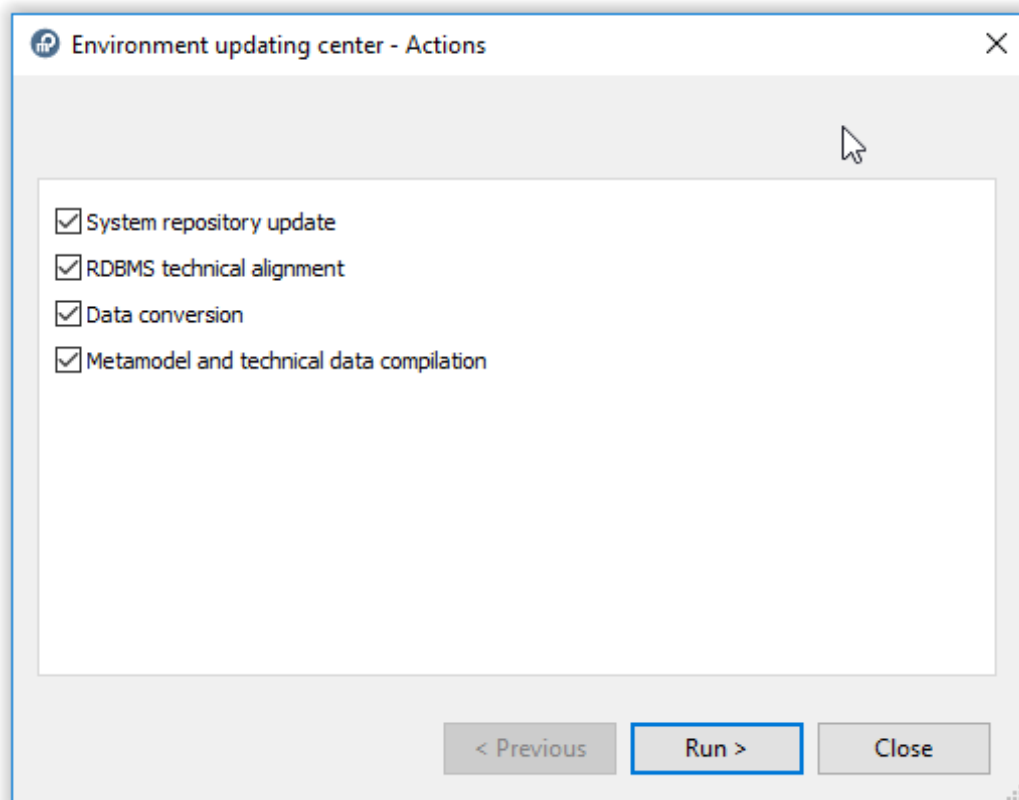 Environment updating center - Actions
System repository update
RDBMS technical alignment
Data conversion
Metamodel and technical data compilation
< Previous
Run >
Close